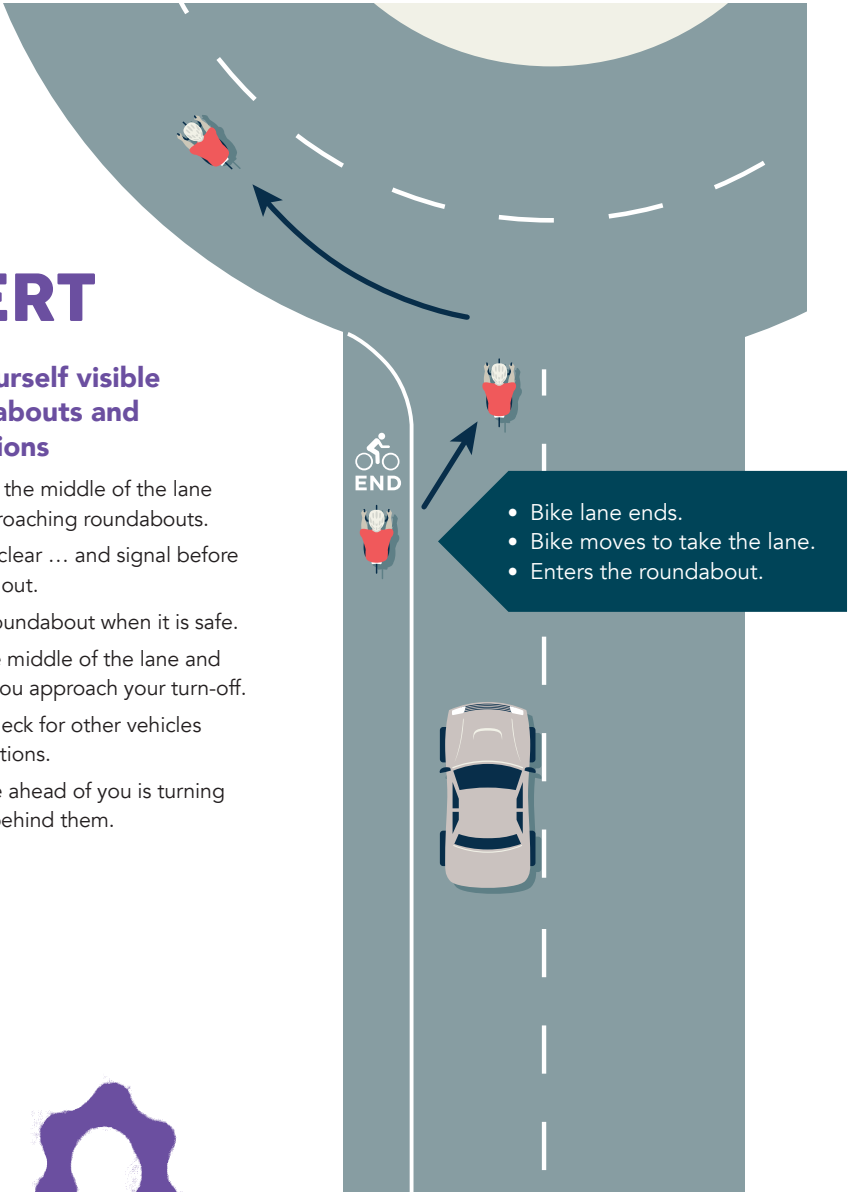 ERT
urself visible
abouts and
ions
the middle of the lane
roaching roundabouts.
clear … and signal before
out.
oundabout when it is safe.
e middle of the lane and
ou approach your turn-off.
eck for other vehicles
tions.
e ahead of you is turning
behind them.
END
• Bike lane ends.
• Bike moves to take the lane.
• Enters the roundabout.